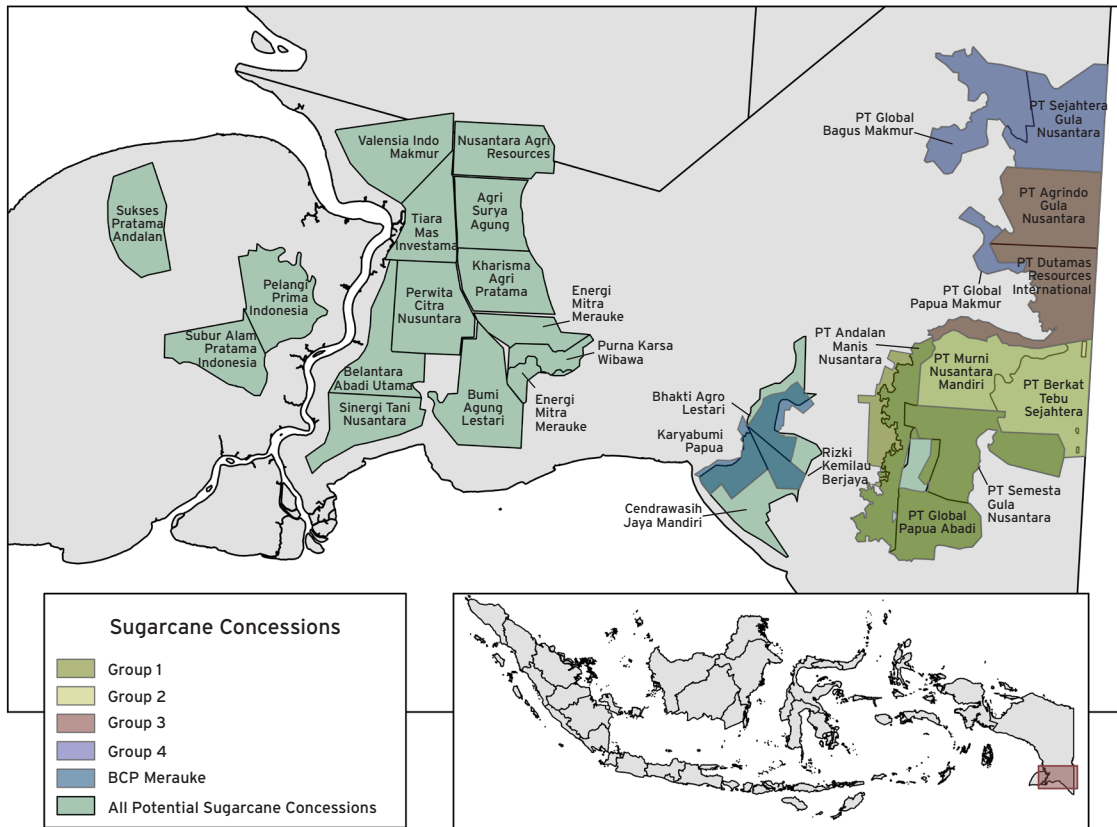 PT Sejahtera
Gula
Nusantara
PT Global
Bagus Makmur
Valensia Indo
Makmur
Nusantara Agri
Resources
PT Agrindo
Gula
Nusantara
Sukses
Pratama
Andalan
Agri
Surya
Agung
Tiara
Mas
Investama
PT Dutamas
Resources
International
Kharisma
Agri
Pratama
Pelangi
Prima
Indonesia
PT Global
Papua Makmur
Perwita
Citra
Nusuntara
Energi
Mitra
Merauke
Subur Alam
Pratama
Indonesia
Purna Karsa
Wibawa
PT Andalan
Manis
Nusantara
PT Murni
Nusantara
Mandiri
PT Berkat
Tebu
Sejahtera
Belantara
Abadi Utama
Bumi
Agung
Lestari
Energi
Mitra
Merauke
Sinergi Tani
Nusantara
Bhakti Agro
Lestari
Karyabumi
Papua
Rizki
Kemilau
Berjaya
Cendrawasih
Jaya Mandiri
PT Semesta
Gula
Nusantara
PT Global
Papua Abadi
Sugarcane Concessions
Group 1
Group 2
Group 3
Group 4
BCP Merauke
All Potential Sugarcane Concessions